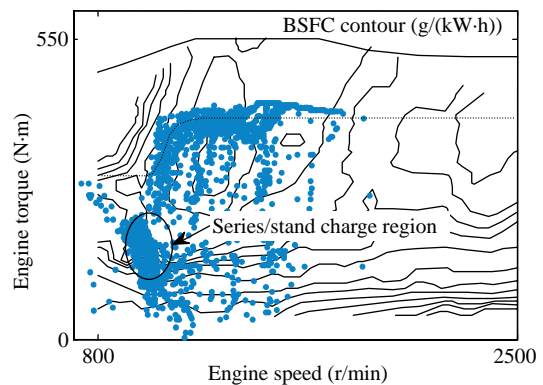 BSFC contour (g/(kW·h))
550
Engine torque (N·m)
Series/stand charge region
0
800
2500
Engine speed (r/min)